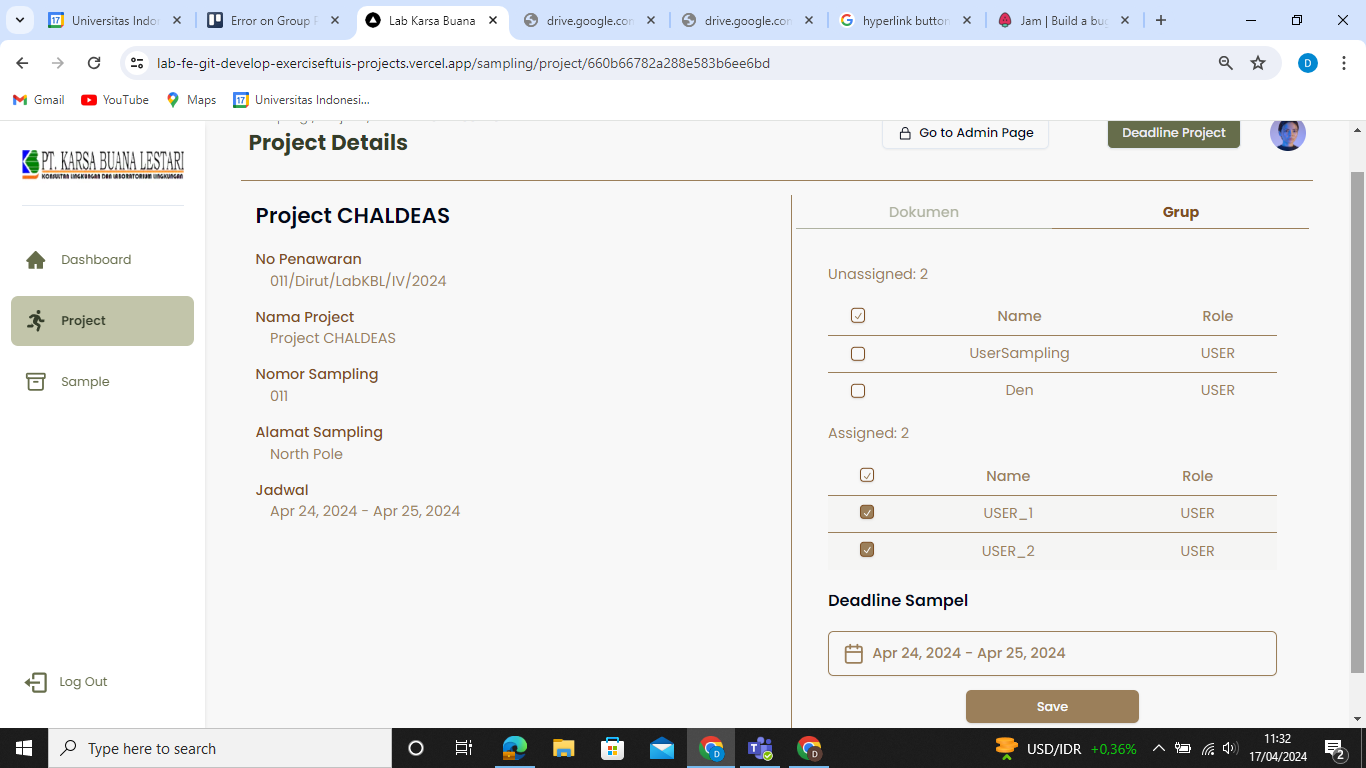 Universitas Indor
Error on Group P
Lab Karsa Buana
drive.google.com
drive.google.com
hyperlink button
Jam | Build a bug
lab-fe-git-develop-exerciseftuis-projects.vercel.app/sampling/project/660b66782a288e583b6ee6bd
D
Gmail
YouTube
Maps
Universitas Indonesi...
Project Details
Go to Admin Page
Deadline Project
PT. KARSA BUANA LESTARI
KONSULTAN LINGKUNGAN DAN LABORATORIUM LINGKUNGAN
Dashboard
Project
Sample
Log Out
Project CHALDEAS
No Penawaran
011/Dirut/LabKBL/IV/2024
Nama Project
Project CHALDEAS
Nomor Sampling
011
Alamat Sampling
North Pole
Jadwal
Apr 24, 2024 - Apr 25, 2024
Dokumen Grup
Unassigned: 2
Name Role
UserSampling USER
Den USER
Assigned: 2
Name Role
USER_1 USER
USER_2 USER
Deadline Sampel
Apr 24, 2024 - Apr 25, 2024
Save
Type here to search
USD/IDR +0,36%
11:32
17/04/2024
2